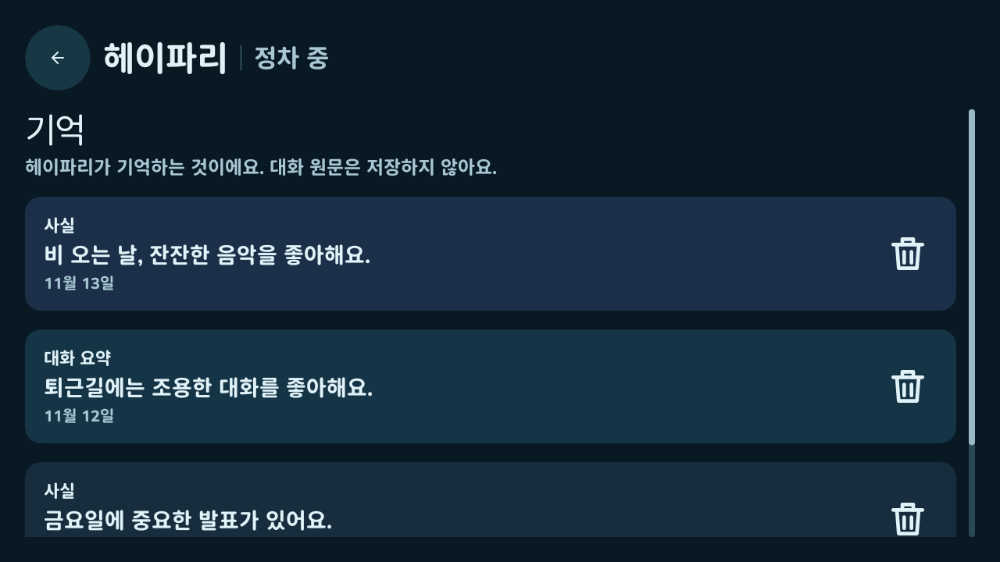 헤이파리
정차 중
기억
헤이파리가 기억하는 것이에요. 대화 원문은 저장하지 않아요.
사실
비 오는 날, 잔잔한 음악을 좋아해요.
11월 13일
대화 요약
퇴근길에는 조용한 대화를 좋아해요.
11월 12일
사실
금요일에 중요한 발표가 있어요.